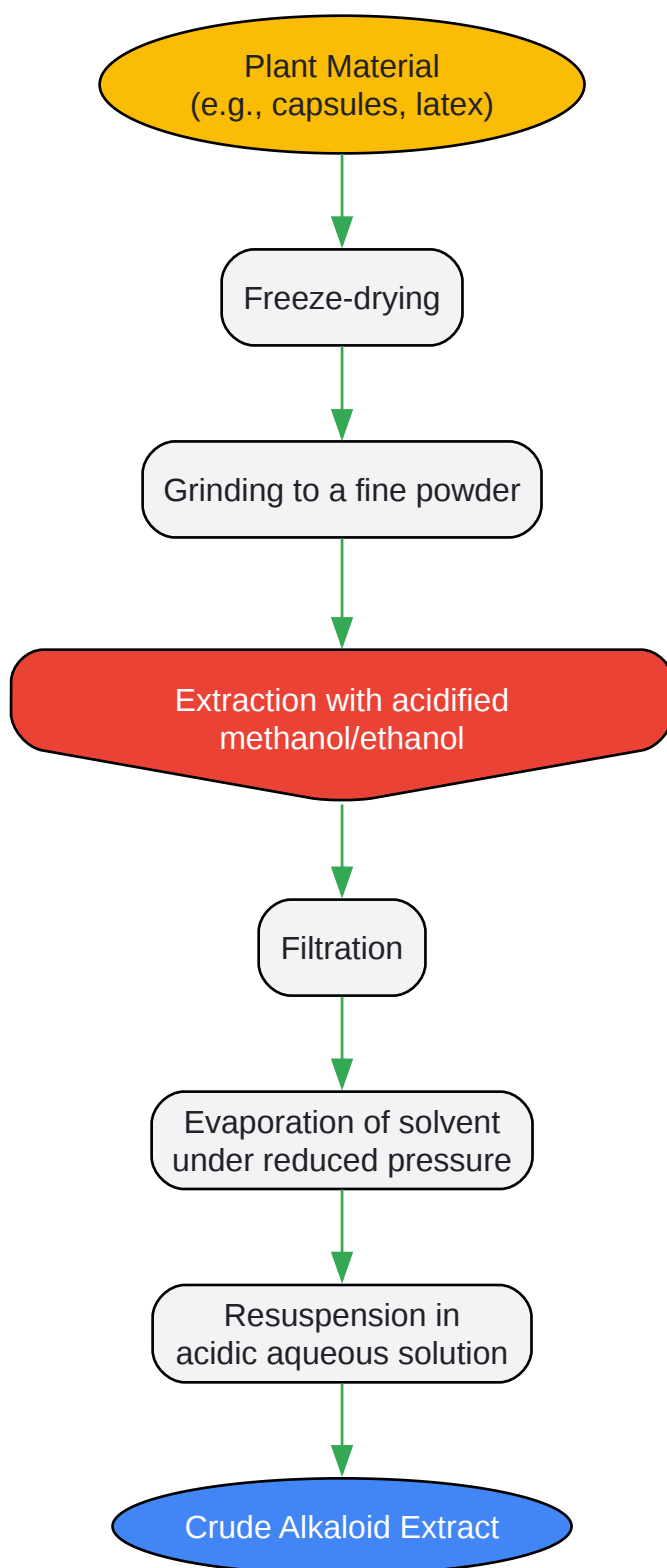 Plant Material
(e.g., capsules, latex)
Freeze-drying
Grinding to a fine powder
Extraction with acidified
methanol/ethanol
Filtration
Evaporation of solvent
under reduced pressure
Resuspension in
acidic aqueous solution
Crude Alkaloid Extract